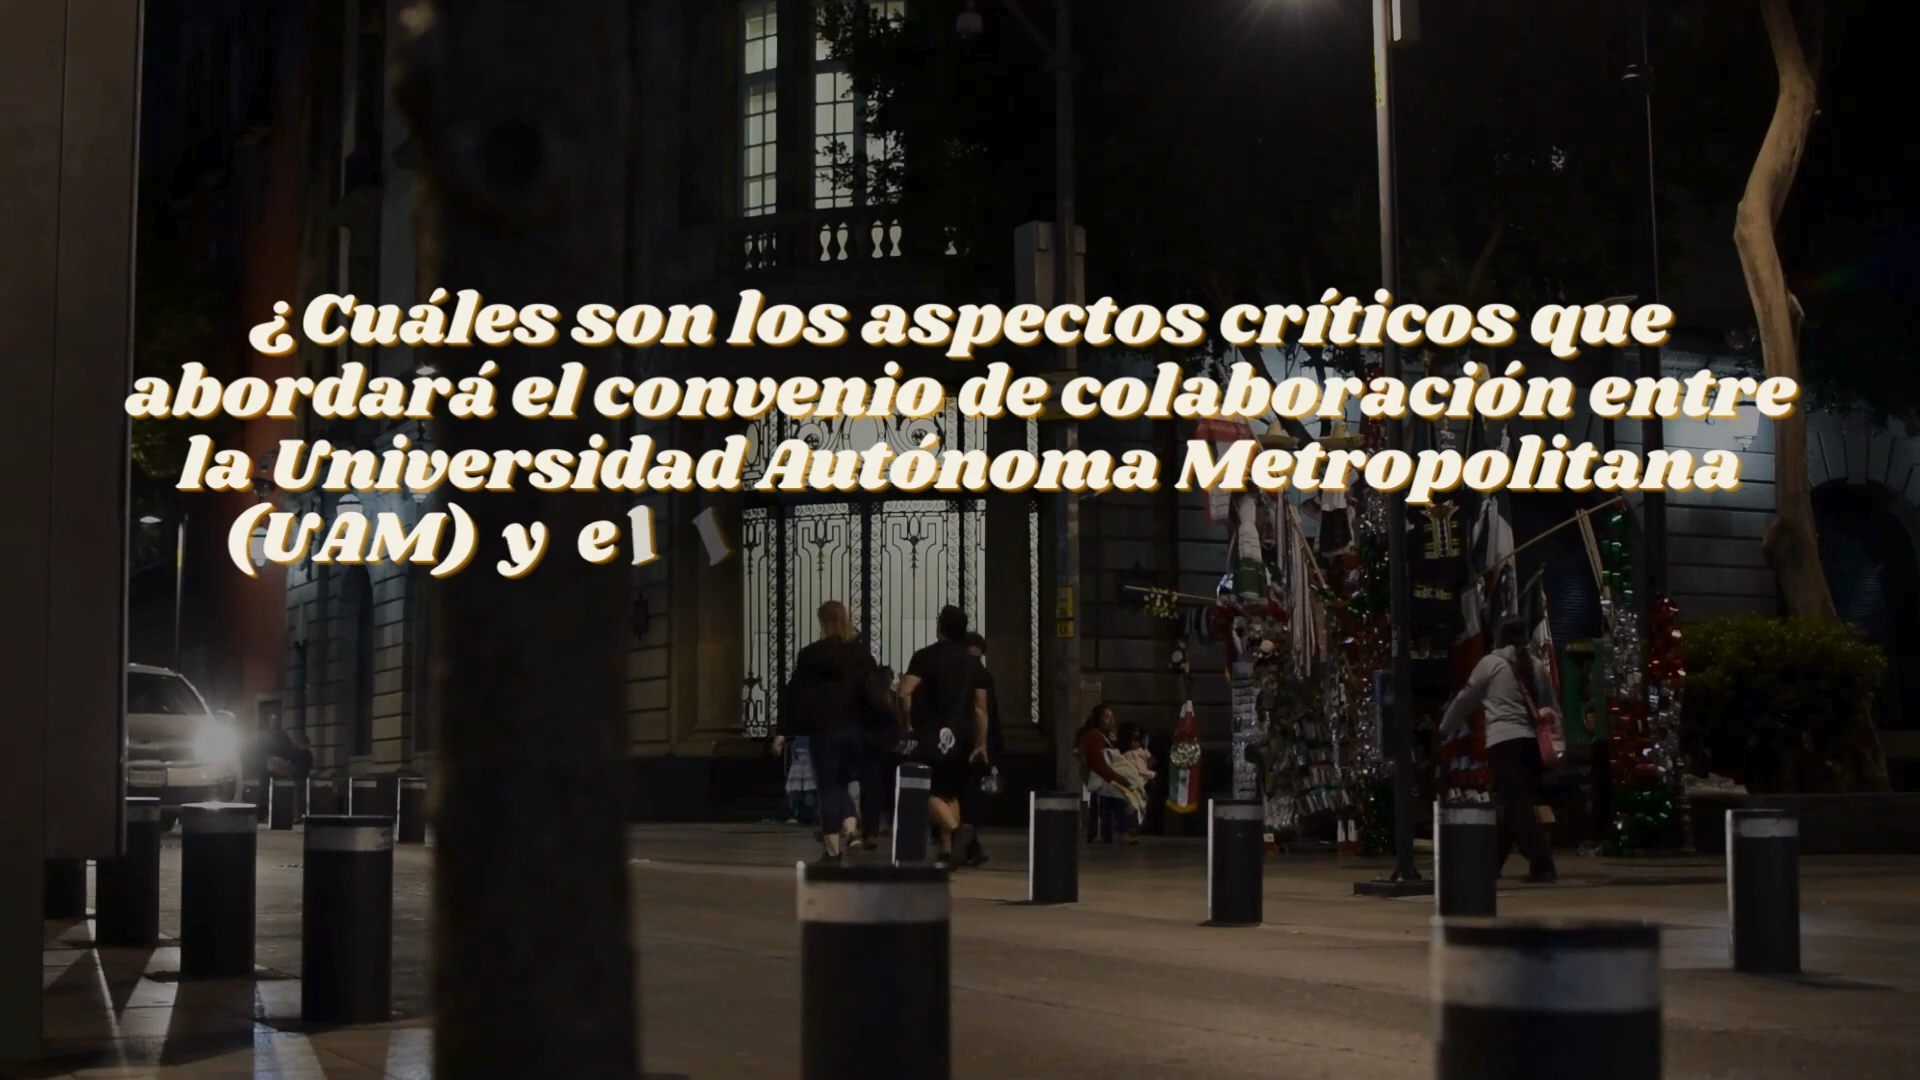 ¿Cuáles son los aspectos críticos que
abordará el convenio de colaboración entre
la Universidad Autónoma Metropolitana
(UAM) y el